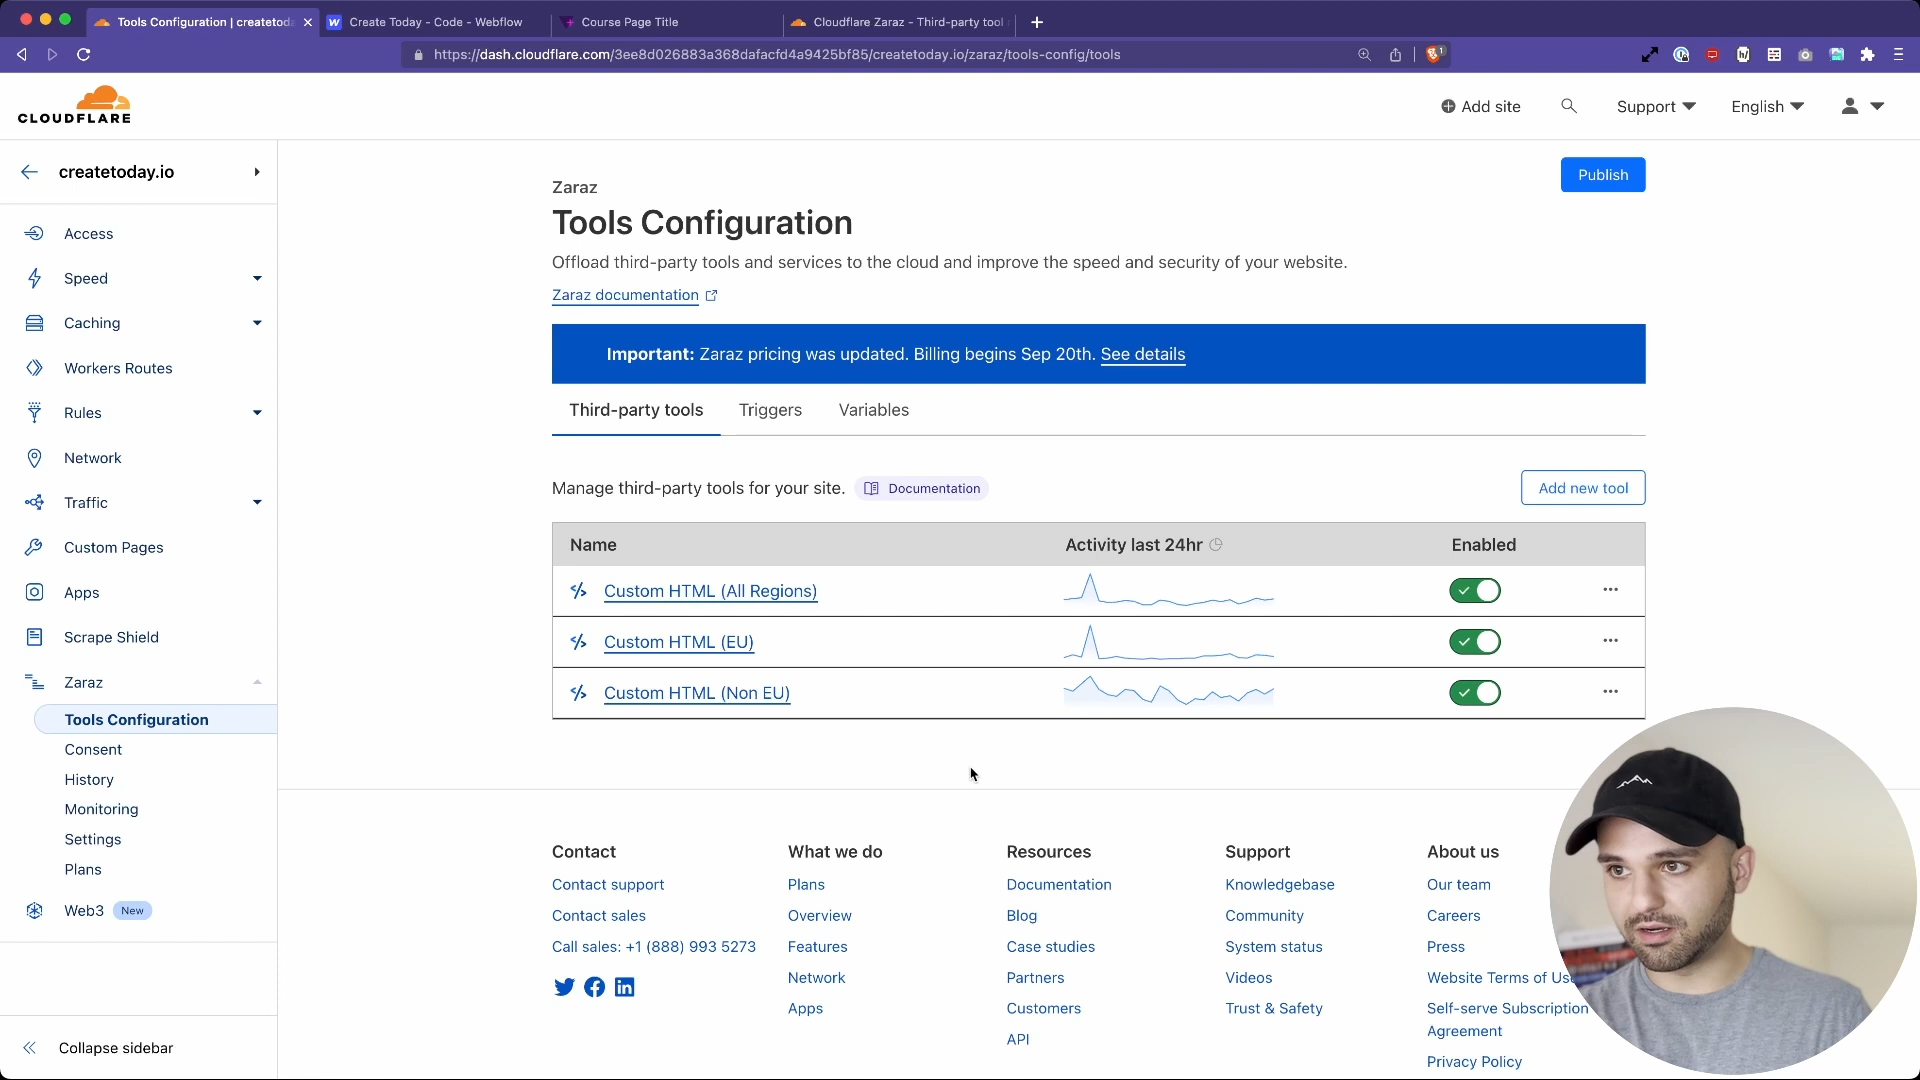 Tools Configuration | createtoda
Create Today - Code - Webflow
Course Page Title
Cloudflare Zaraz - Third-party tool
https://dash.cloudflare.com/3ee8d026883a368dafacfd4a9425bf85/createtoday.io/zaraz/tools-config/tools
1
CLOUDFLARE
Add site
Support
English
createtoday.io
Access
Speed
Caching
Workers Routes
Rules
Network
Traffic
Custom Pages
Apps
Scrape Shield
Zaraz
Tools Configuration
Consent
History
Monitoring
Settings
Plans
Web3 New
Collapse sidebar
Zaraz
Publish
Tools Configuration
Offload third-party tools and services to the cloud and improve the speed and security of your website.
Zaraz documentation
Important: Zaraz pricing was updated. Billing begins Sep 20th. See details
Third-party tools Triggers Variables
Manage third-party tools for your site. Documentation
Add new tool
Name Activity last 24hr Enabled
Custom HTML (All Regions)
Custom HTML (EU)
Custom HTML (Non EU)
Contact
Contact support
Contact sales
Call sales: +1 (888) 993 5273
What we do
Plans
Overview
Features
Network
Apps
Resources
Documentation
Blog
Case studies
Partners
Customers
API
Support
Knowledgebase
Community
System status
Videos
Trust & Safety
About us
Our team
Careers
Press
Website Terms of Use
Self-serve Subscription
Agreement
Privacy Policy